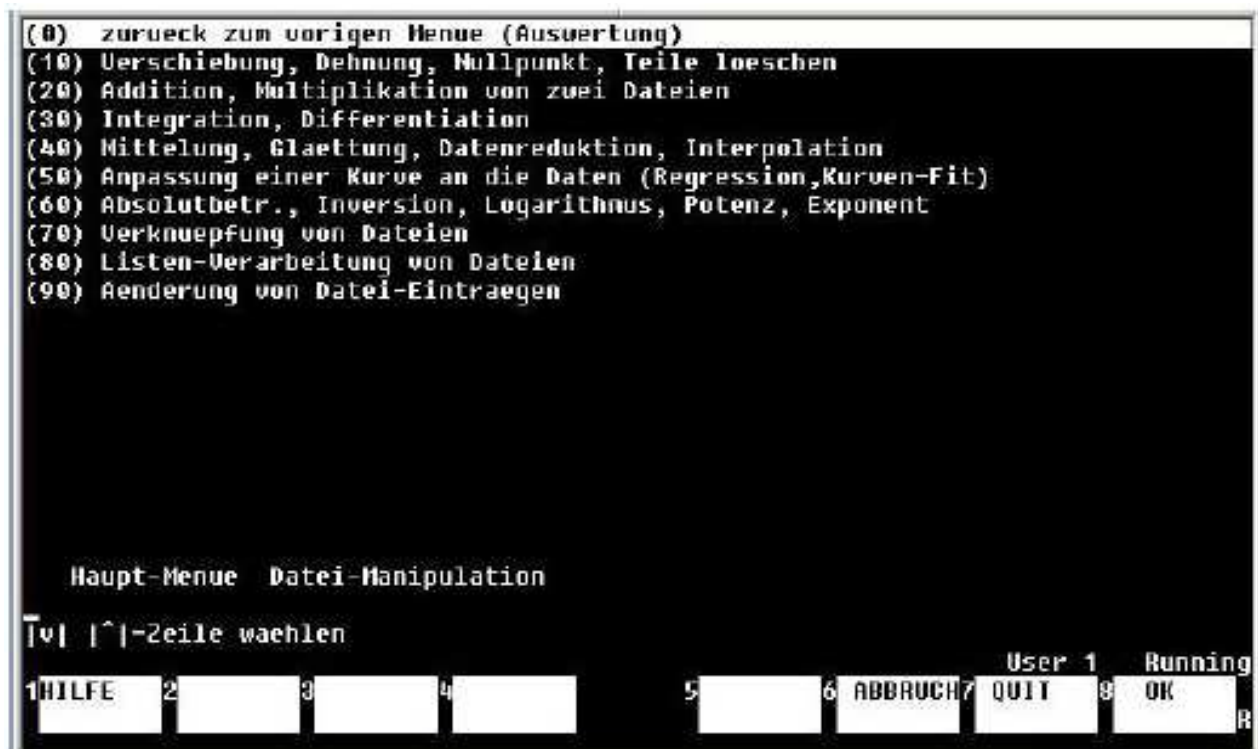 (0) zurueck zum vorigen Menue (Auswertung)
(10) Verschiebung, Dehnung, Nullpunkt, Teile loeschen
(20) Addition, Multiplikation von zwei Dateien
(30) Integration, Differentiation
(40) Mittelung, Glaettung, Datenreduktion, Interpolation
(50) Anpassung einer Kurve an die Daten (Regression,Kurven-Fit)
(60) Absolutbetr., Inversion, Logarithmus, Potenz, Exponent
(70) Verknuepfung von Dateien
(80) Listen-Verarbeitung von Dateien
(90) Aenderung von Datei-Eintraegen
Haupt-Menue Datei-Manipulation
|v| |^|-Zeile waehlen
User 1 Running
1 HILFE 2 3 4 5 6 ABBRUCH 7 QUIT 8 OK
R